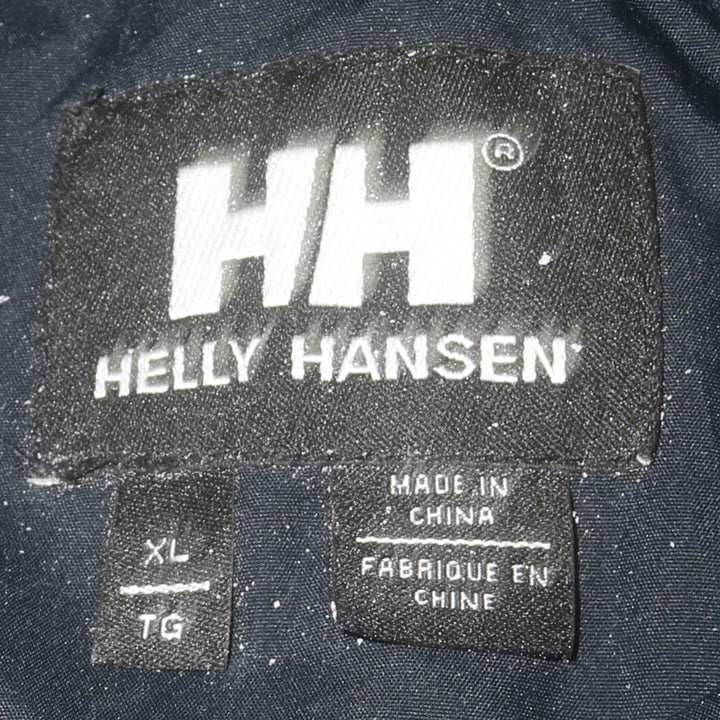 HH®
HELLY HANSEN
XL
TG
MADE IN
CHINA
FABRIQUE EN
CHINE